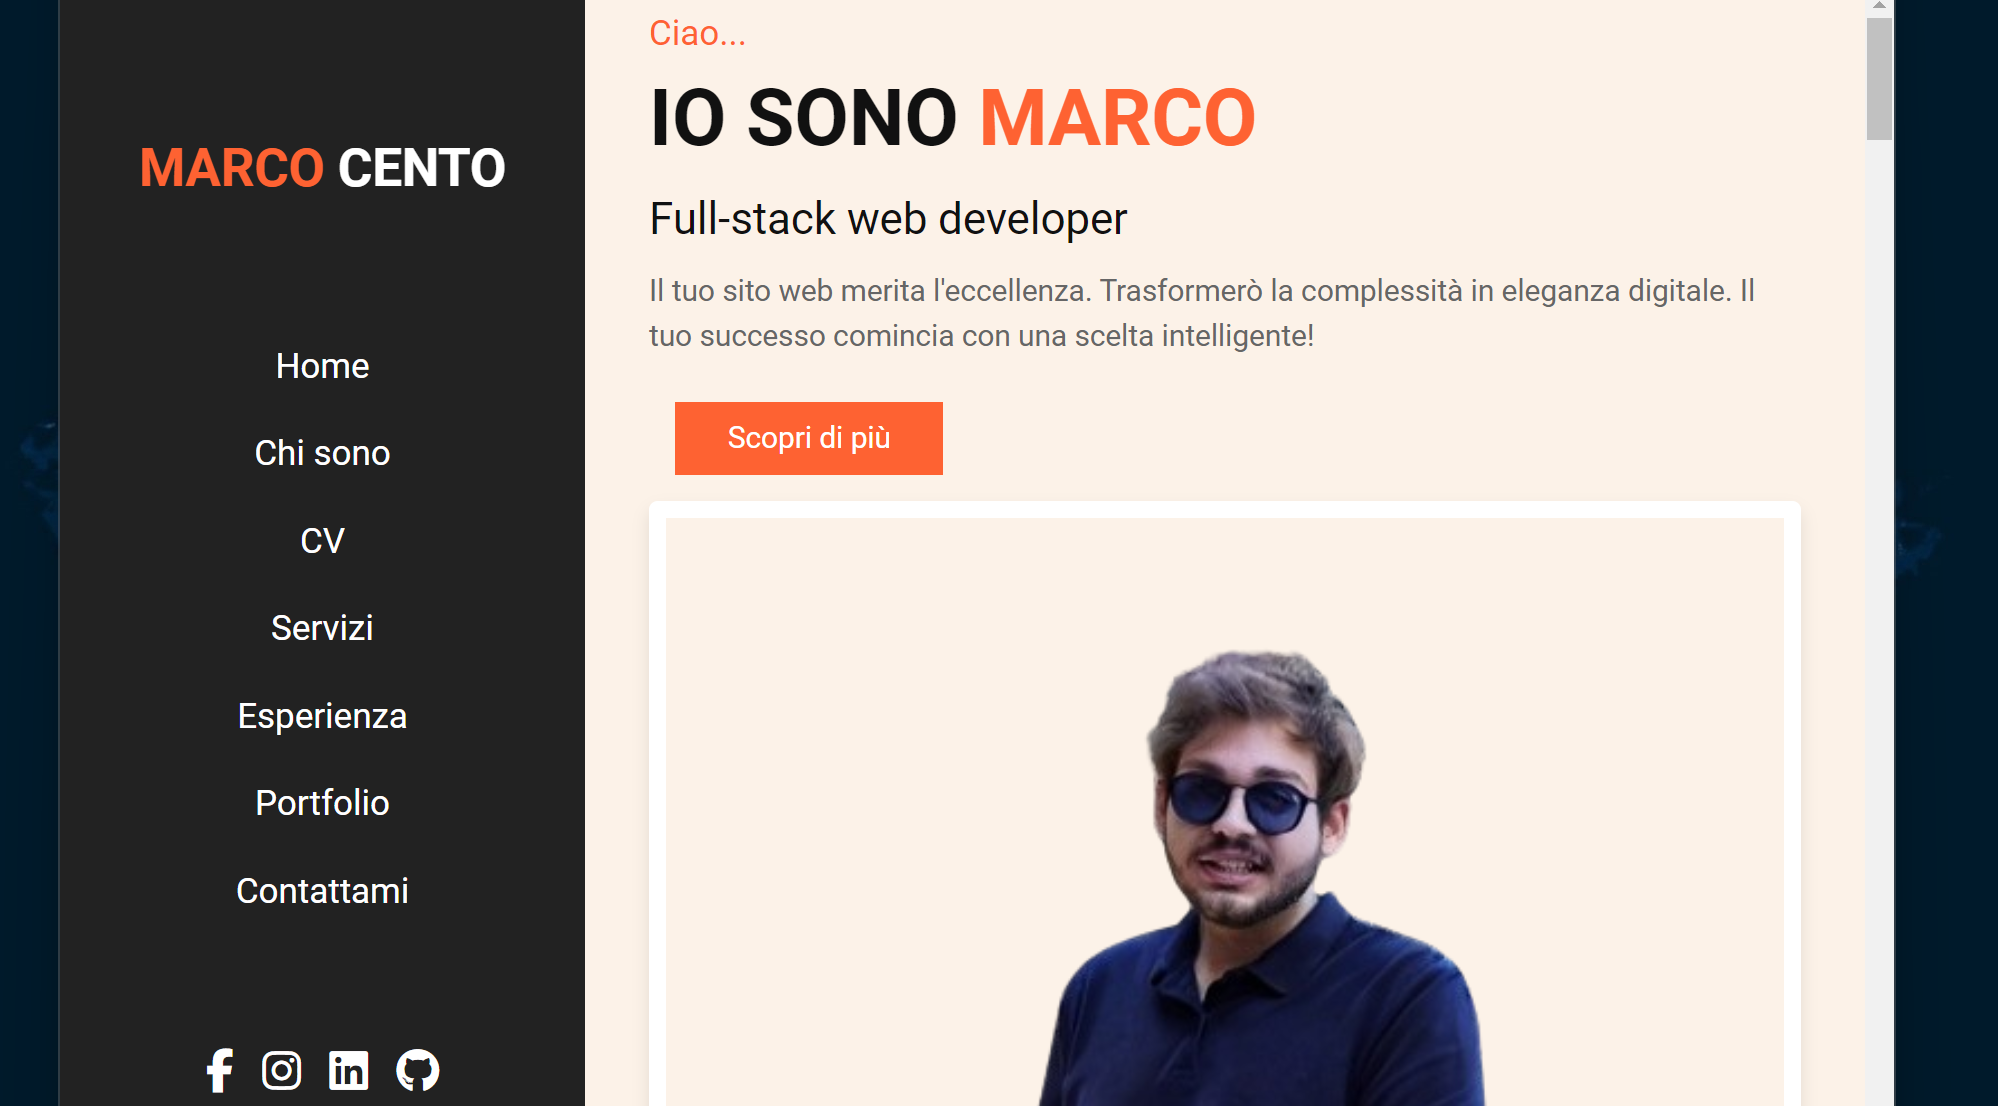 MARCO CENTO
Home
Chi sono
CV
Servizi
Esperienza
Portfolio
Contattami
Ciao...
IO SONO MARCO
Full-stack web developer
Il tuo sito web merita l'eccellenza. Trasformerò la complessità in eleganza digitale. Il
tuo successo comincia con una scelta intelligente!
Scopri di più